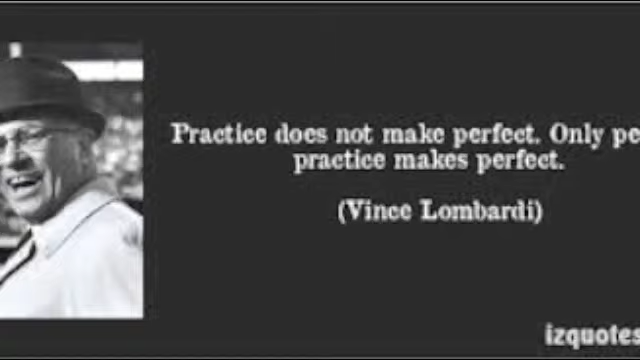 Practice does not make perfect. Only pe
practice makes perfect.
(Vince Lombardi)
izquotes